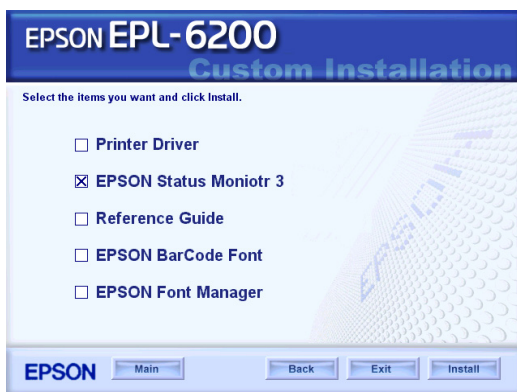 EPSON EPL-6200
Custom Installation
Select the items you want and click Install.
Printer Driver
EPSON Status Moniotr 3
Reference Guide
EPSON BarCode Font
EPSON Font Manager
EPSON
EPSON Main Back Exit Install